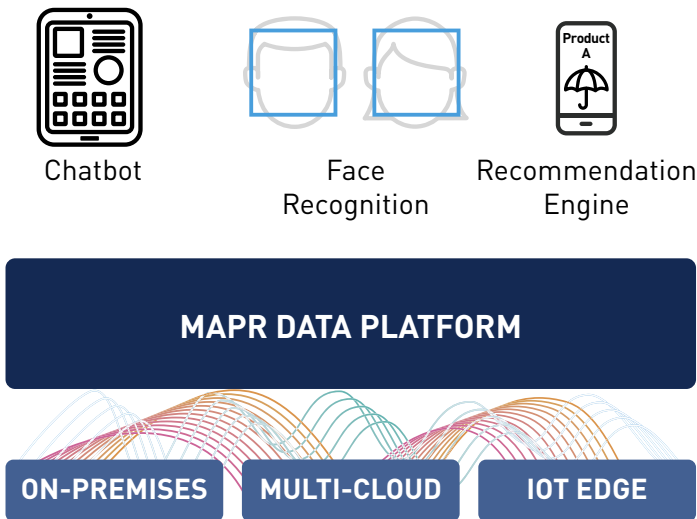 Product
A
Chatbot
Face
Recognition
Recommendation
Engine
MAPR DATA PLATFORM
ON-PREMISES
MULTI-CLOUD
IOT EDGE